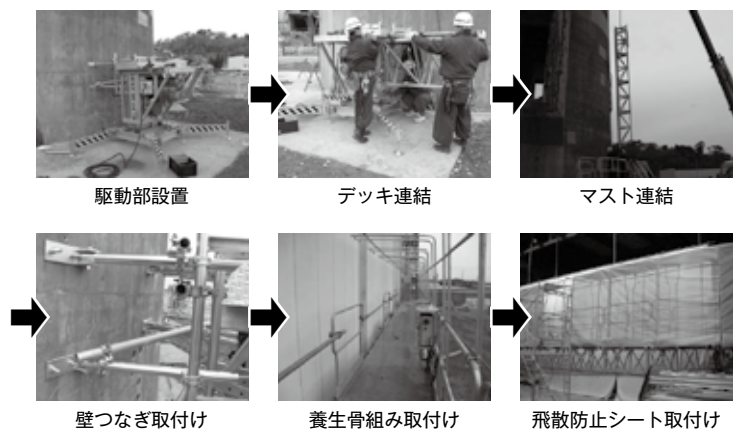 駆動部設置
デッキ連結
マスト連結
壁つなぎ取付け
養生骨組み取付け
飛散防止シート取付け